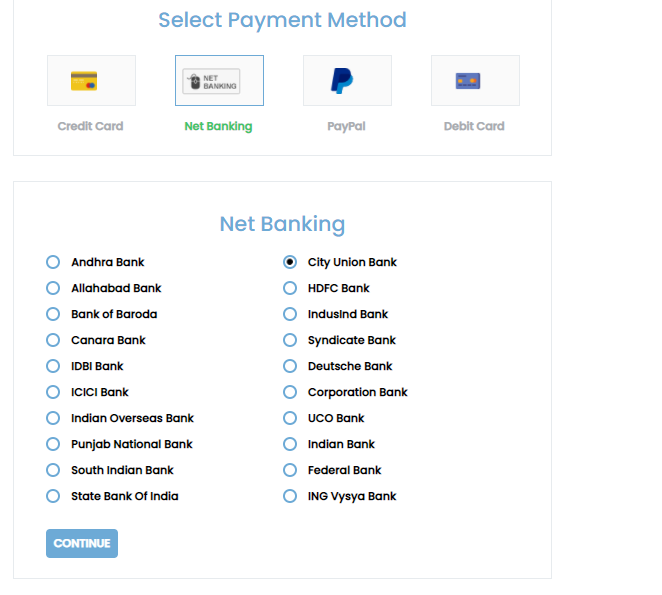 Select Payment Method
NET
BANKING
Credit Card
Net Banking
PayPal
Debit Card
Net Banking
Andhra Bank
City Union Bank
Allahabad Bank
HDFC Bank
Bank of Baroda
IndusInd Bank
Canara Bank
Syndicate Bank
IDBI Bank
Deutsche Bank
ICICI Bank
Corporation Bank
Indian Overseas Bank
UCO Bank
Punjab National Bank
Indian Bank
South Indian Bank
Federal Bank
State Bank Of India
ING Vysya Bank
CONTINUE